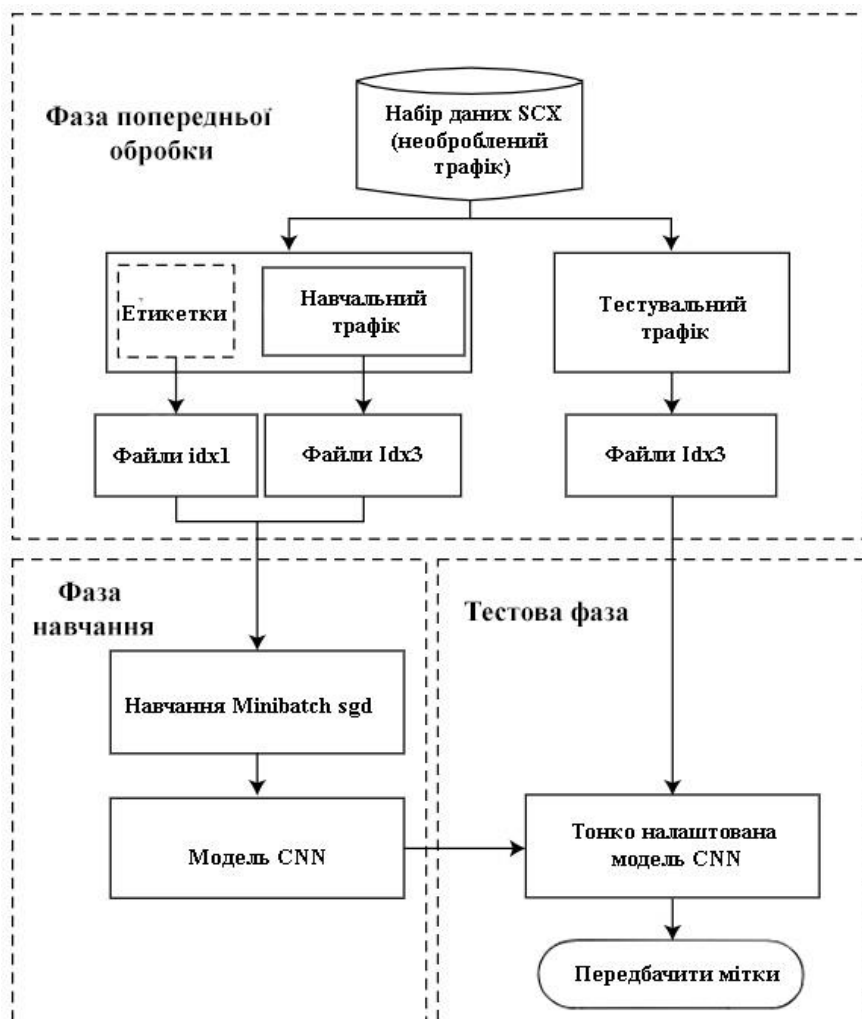 Фаза попередньої
обробки
Набір даних SCX
(необроблений
трафік)
Етикетки
Навчальний
трафік
Тестувальний
трафік
Файли idx1
Файли Idx3
Файли Idx3
Фаза
навчання
Тестова фаза
Навчання Minibatch sgd
Модель CNN
Тонко налаштована
модель CNN
Передбачити мітки